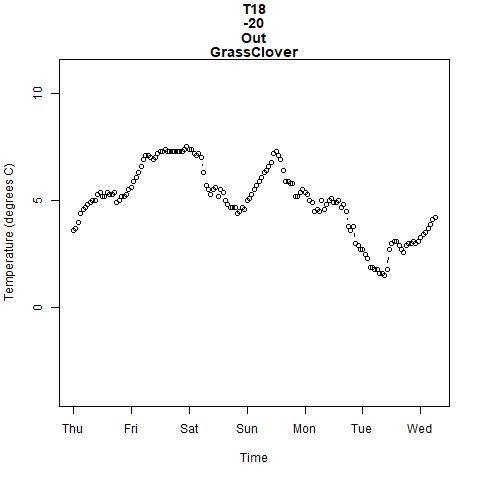 T18
-20
Out
GrassClover
Temperature (degrees C)
10
5
0
Thu Fri Sat Sun Mon Tue Wed
Time